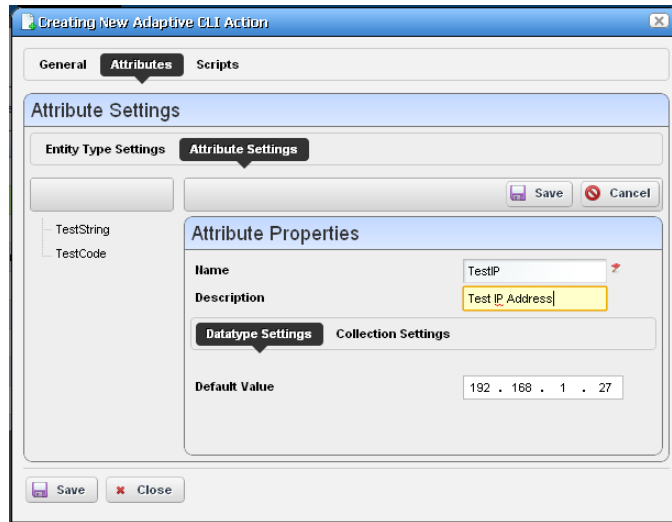 Creating New Adaptive CLI Action
General Attributes Scripts
Attribute Settings
Entity Type Settings Attribute Settings
Save Cancel
TestString
TestCode
Attribute Properties
Name TestIP
Description Test IP Address
Datatype Settings Collection Settings
Default Value 192 . 168 . 1 . 27
Save Close